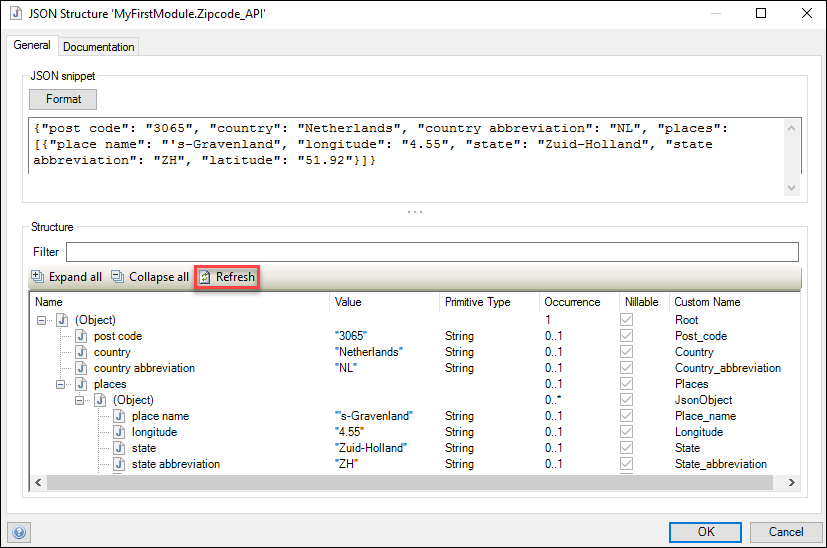 JSON Structure 'MyFirstModule.Zipcode_API'
General Documentation
JSON snippet
Format
{"post code": "3065", "country": "Netherlands", "country abbreviation": "NL", "places":
[{"place name": "'s-Gravenland", "longitude": "4.55", "state": "Zuid-Holland", "state
abbreviation": "ZH", "latitude": "51.92"}]}
Structure
Filter
Expand all Collapse all Refresh
Name Value Primitive Type Occurrence Nillable Custom Name
(Object) 1 Root
post code "3065" String 0..1 Post_code
country "Netherlands" String 0..1 Country
country abbreviation "NL" String 0..1 Country_abbreviation
places 0..1 Places
(Object) 0..* JsonObject
place name "'s-Gravenland" String 0..1 Place_name
longitude "4.55" String 0..1 Longitude
state "Zuid-Holland" String 0..1 State
state abbreviation "ZH" String 0..1 State_abbreviation
OK Cancel